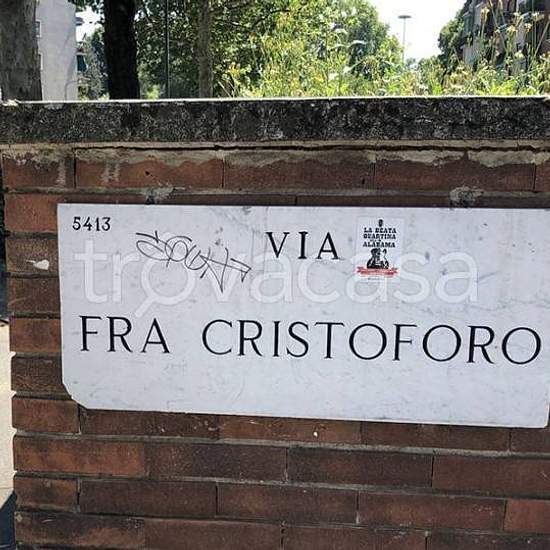 5413
VIA
LA BEATA
QUARTINA
ALABAMA
trovacasa
FRA CRISTOFORO